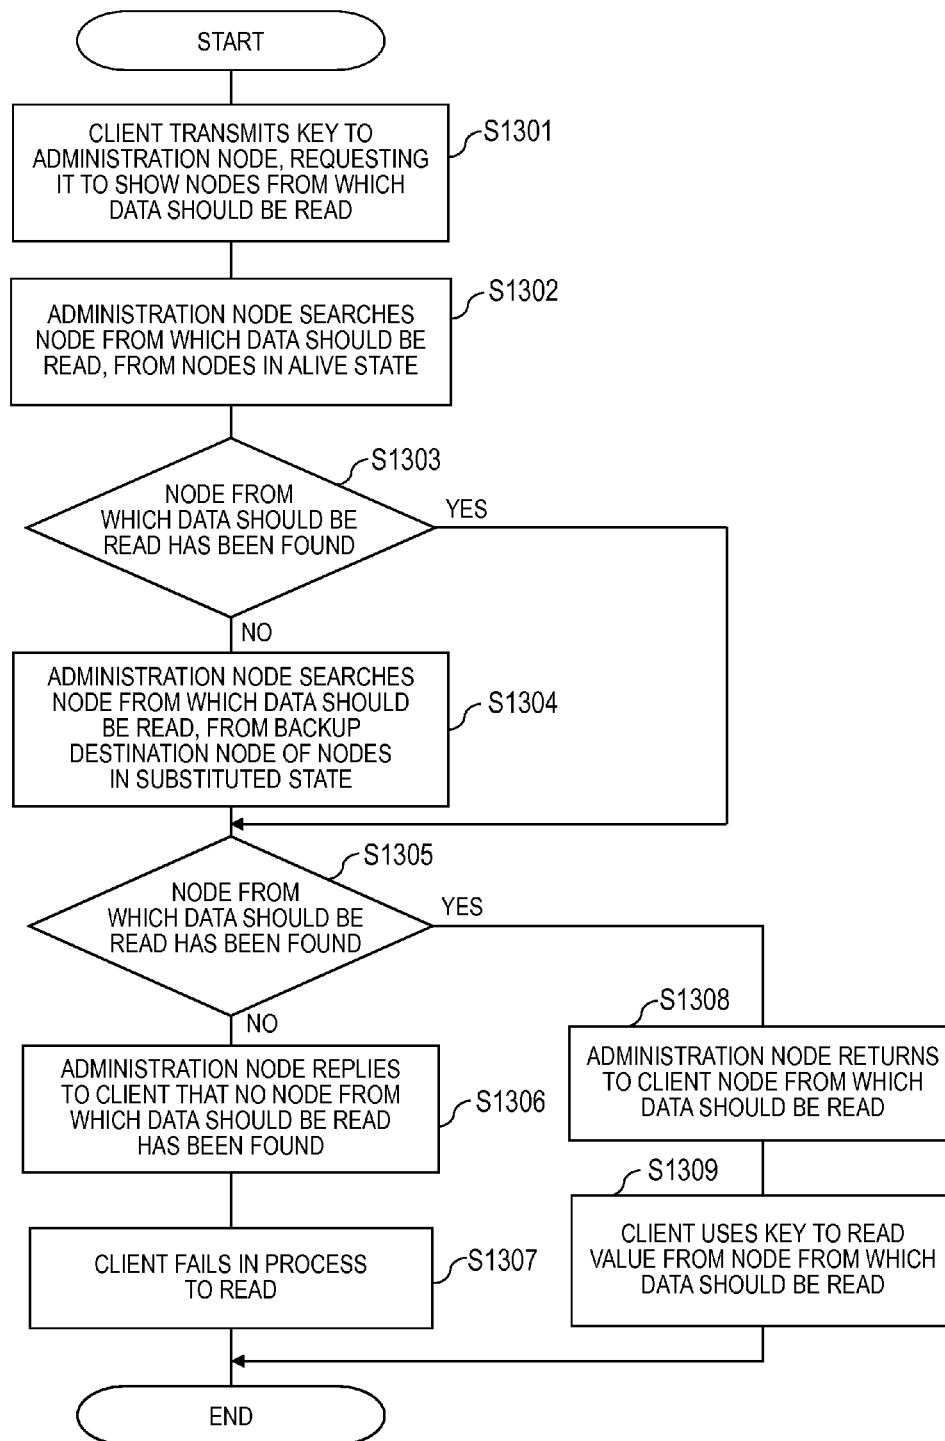 START
CLIENT TRANSMITS KEY TO
ADMINISTRATION NODE, REQUESTING
IT TO SHOW NODES FROM WHICH
DATA SHOULD BE READ
S1301
ADMINISTRATION NODE SEARCHES
NODE FROM WHICH DATA SHOULD BE
READ, FROM NODES IN ALIVE STATE
S1302
NODE FROM
WHICH DATA SHOULD BE
READ HAS BEEN FOUND
S1303
YES
NO
ADMINISTRATION NODE SEARCHES
NODE FROM WHICH DATA SHOULD
BE READ, FROM BACKUP
DESTINATION NODE OF NODES
IN SUBSTITUTED STATE
S1304
NODE FROM
WHICH DATA SHOULD BE
READ HAS BEEN FOUND
S1305
YES
NO
ADMINISTRATION NODE REPLIES
TO CLIENT THAT NO NODE FROM
WHICH DATA SHOULD BE READ
HAS BEEN FOUND
S1306
CLIENT FAILS IN PROCESS
TO READ
S1307
S1308
ADMINISTRATION NODE RETURNS
TO CLIENT NODE FROM WHICH
DATA SHOULD BE READ
S1309
CLIENT USES KEY TO READ
VALUE FROM NODE FROM WHICH
DATA SHOULD BE READ
END